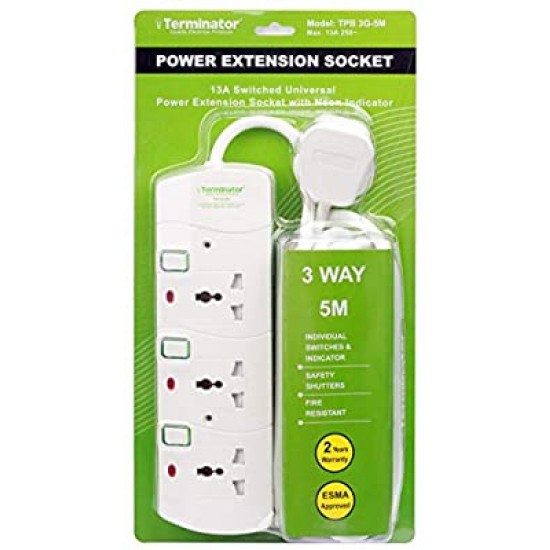 Terminator
Quality Electrical Products
Model: TPB 3G-5M
Max. 13A 250~
POWER EXTENSION SOCKET
13A Switched Universal
Power Extension Socket with Neon Indicator
Terminator
3 WAY
5M
INDIVIDUAL
SWITCHES &
INDICATOR
SAFETY
SHUTTERS
FIRE
RESISTANT
2 Years
Warranty
ESMA
Approved